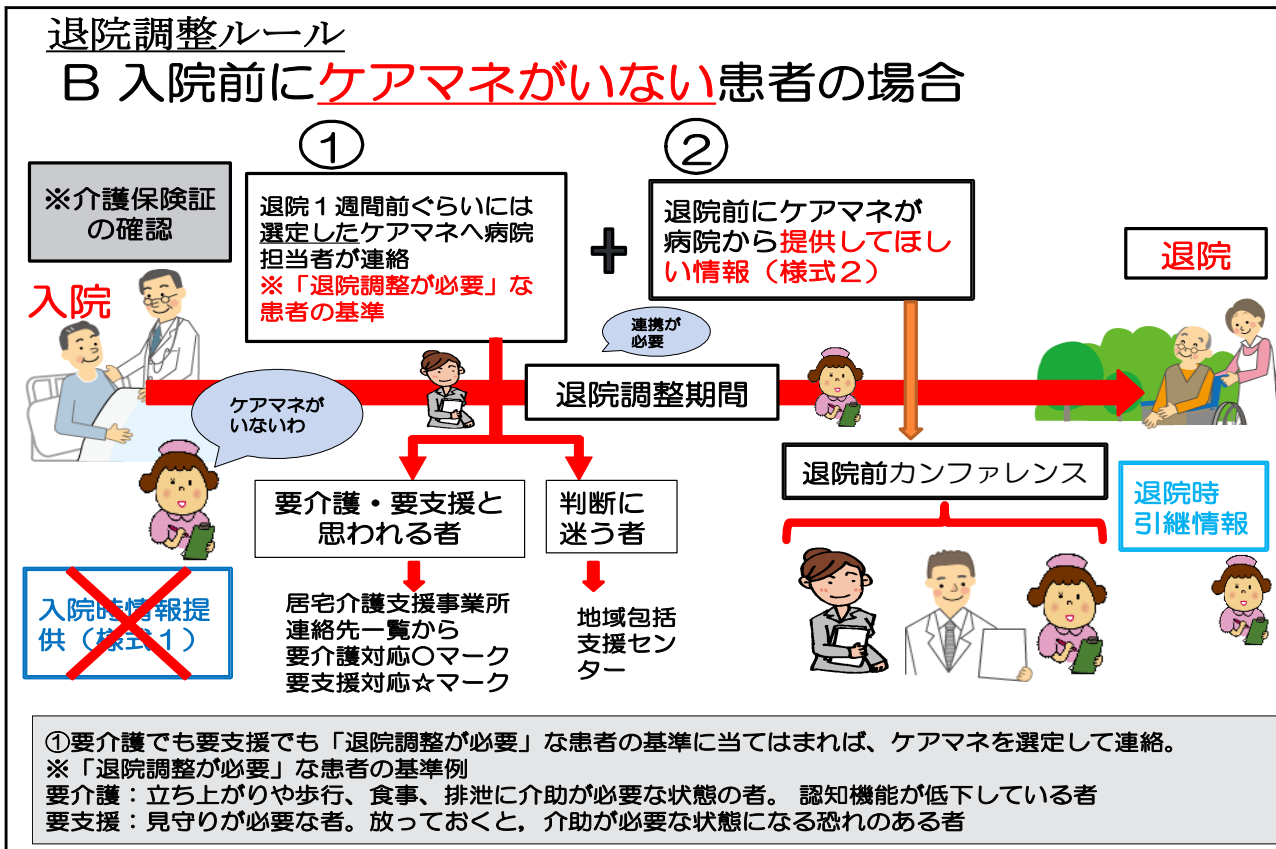 退院調整ルール
B 入院前にケアマネがいない患者の場合
①
②
※介護保険証
の確認
退院１週間前ぐらいには
選定したケアマネへ病院
担当者が連絡
※「退院調整が必要」な
患者の基準
＋
退院前にケアマネが
病院から提供してほし
い情報（様式２）
退院
入院
連携が
必要
退院調整期間
ケアマネが
いないわ
要介護・要支援と
思われる者
判断に
迷う者
退院前カンファレンス
退院時
引継情報
入院時情報提
供（様式１）
居宅介護支援事業所
連絡先一覧から
要介護対応〇マーク
要支援対応☆マーク
地域包括
支援セン
ター
①要介護でも要支援でも「退院調整が必要」な患者の基準に当てはまれば、ケアマネを選定して連絡。
※「退院調整が必要」な患者の基準例
要介護：立ち上がりや歩行、食事、排泄に介助が必要な状態の者。 認知機能が低下している者
要支援：見守りが必要な者。放っておくと，介助が必要な状態になる恐れのある者